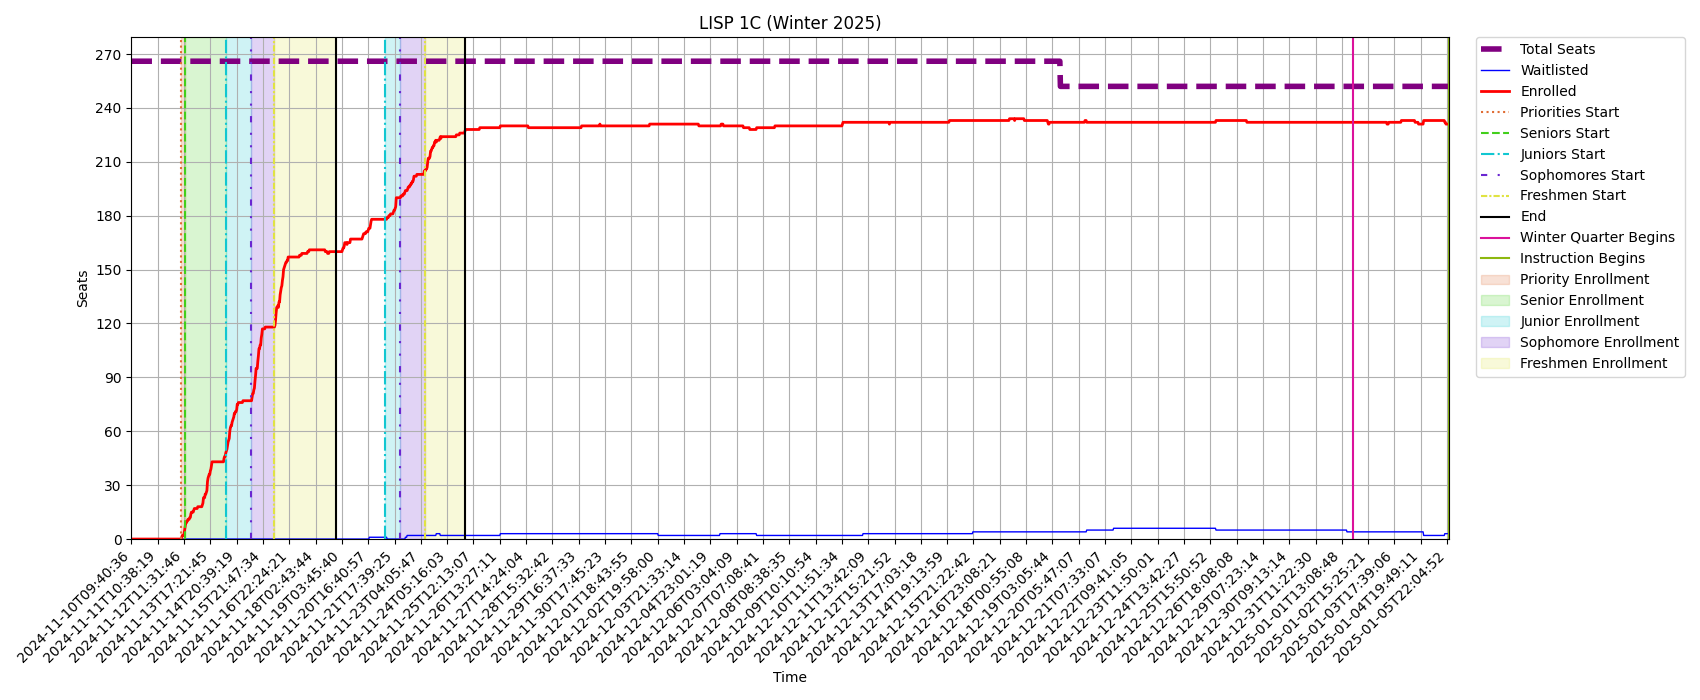 LISP 1C (Winter 2025)
Seats
270
240
210
180
150
120
90
60
30
0
2024-11-10T09:40:36
2024-11-11T10:38:19
2024-11-12T11:31:46
2024-11-13T17:21:45
2024-11-14T20:39:19
2024-11-15T21:47:34
2024-11-16T22:24:21
2024-11-18T02:43:44
2024-11-19T03:45:40
2024-11-20T16:40:57
2024-11-21T17:39:25
2024-11-23T04:05:47
2024-11-24T05:16:03
2024-11-25T12:13:07
2024-11-26T13:27:11
2024-11-27T14:24:04
2024-11-28T15:32:42
2024-11-29T16:37:33
2024-11-30T17:45:23
2024-12-01T18:43:55
2024-12-02T19:58:00
2024-12-03T21:33:14
2024-12-04T23:01:19
2024-12-06T03:04:09
2024-12-07T07:08:41
2024-12-08T08:38:35
2024-12-09T10:10:54
2024-12-10T11:51:34
2024-12-11T13:42:09
2024-12-12T15:21:52
2024-12-13T17:03:18
2024-12-14T19:13:59
2024-12-15T21:22:42
2024-12-16T23:08:21
2024-12-18T00:55:08
2024-12-19T03:05:44
2024-12-20T05:47:07
2024-12-21T07:33:07
2024-12-22T09:41:05
2024-12-23T11:50:01
2024-12-24T13:42:27
2024-12-25T15:50:52
2024-12-26T18:08:08
2024-12-29T07:23:14
2024-12-30T09:13:14
2024-12-31T11:22:30
2025-01-01T13:08:48
2025-01-02T15:25:21
2025-01-03T17:39:06
2025-01-04T19:49:11
2025-01-05T22:04:52
Time
Total Seats
Waitlisted
Enrolled
Priorities Start
Seniors Start
Juniors Start
Sophomores Start
Freshmen Start
End
Winter Quarter Begins
Instruction Begins
Priority Enrollment
Senior Enrollment
Junior Enrollment
Sophomore Enrollment
Freshmen Enrollment